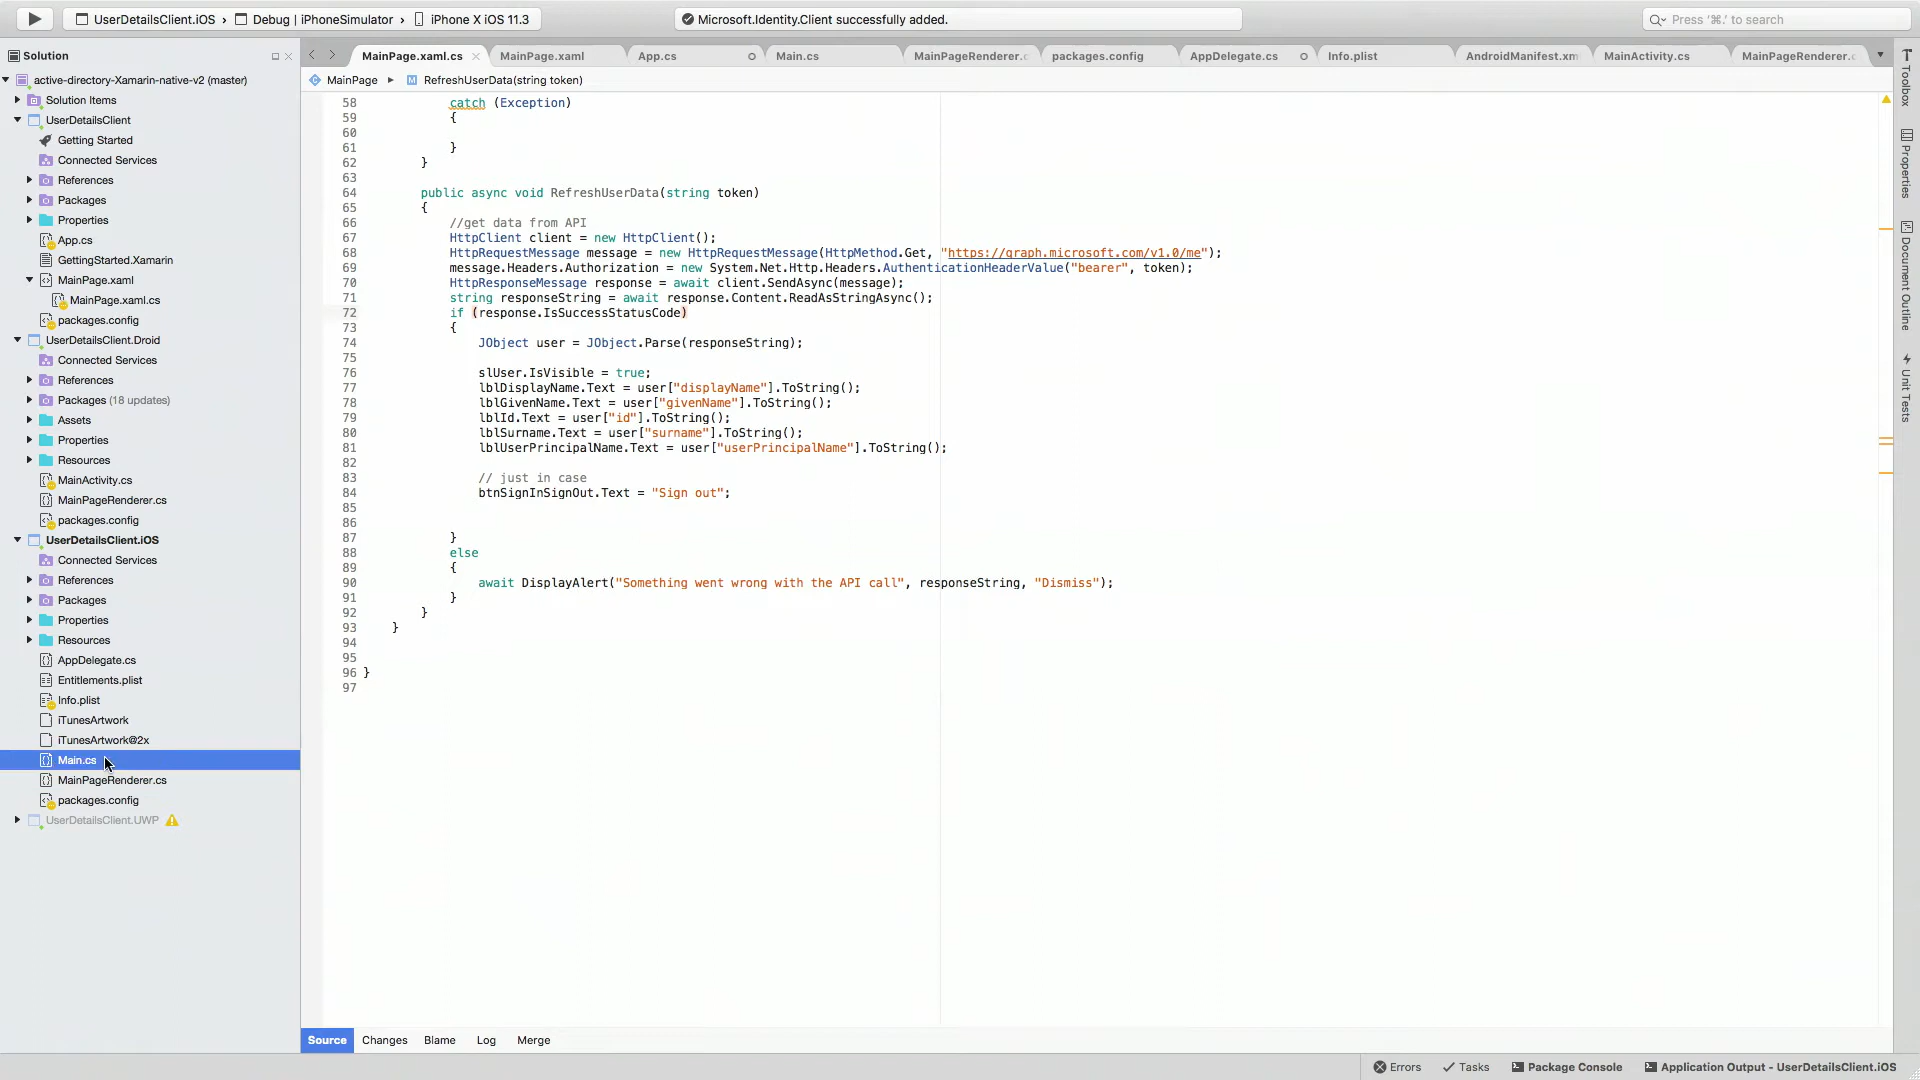 UserDetailsClient.iOS › Debug | iPhoneSimulator › iPhone X iOS 11.3
Microsoft.Identity.Client successfully added.
Press '⌘.' to search
Solution
active-directory-Xamarin-native-v2 (master)
Solution Items
UserDetailsClient
Getting Started
Connected Services
References
Packages
Properties
App.cs
GettingStarted.Xamarin
MainPage.xaml
MainPage.xaml.cs
packages.config
UserDetailsClient.Droid
Connected Services
References
Packages (18 updates)
Assets
Properties
Resources
MainActivity.cs
MainPageRenderer.cs
packages.config
UserDetailsClient.iOS
Connected Services
References
Packages
Properties
Resources
AppDelegate.cs
Entitlements.plist
Info.plist
iTunesArtwork
iTunesArtwork@2x
Main.cs
MainPageRenderer.cs
packages.config
UserDetailsClient.UWP
MainPage.xaml.cs MainPage.xaml App.cs Main.cs MainPageRenderer.c packages.config AppDelegate.cs Info.plist AndroidManifest.xm MainActivity.cs MainPageRenderer.c
MainPage RefreshUserData(string token)
58 catch (Exception)
59 {
60
61 }
62 }
63
64 public async void RefreshUserData(string token)
65 {
66 //get data from API
67 HttpClient client = new HttpClient();
68 HttpRequestMessage message = new HttpRequestMessage(HttpMethod.Get, "https://graph.microsoft.com/v1.0/me");
69 message.Headers.Authorization = new System.Net.Http.Headers.AuthenticationHeaderValue("bearer", token);
70 HttpResponseMessage response = await client.SendAsync(message);
71 string responseString = await response.Content.ReadAsStringAsync();
72 if (response.IsSuccessStatusCode)
73 {
74 JObject user = JObject.Parse(responseString);
75
76 slUser.IsVisible = true;
77 lblDisplayName.Text = user["displayName"].ToString();
78 lblGivenName.Text = user["givenName"].ToString();
79 lblId.Text = user["id"].ToString();
80 lblSurname.Text = user["surname"].ToString();
81 lblUserPrincipalName.Text = user["userPrincipalName"].ToString();
82
83 // just in case
84 btnSignInSignOut.Text = "Sign out";
85
86
87 }
88 else
89 {
90 await DisplayAlert("Something went wrong with the API call", responseString, "Dismiss");
91 }
92 }
93 }
94
95
96 }
97
Source Changes Blame Log Merge
Toolbox
Properties
Document Outline
Unit Tests
Errors Tasks Package Console Application Output - UserDetailsClient.iOS